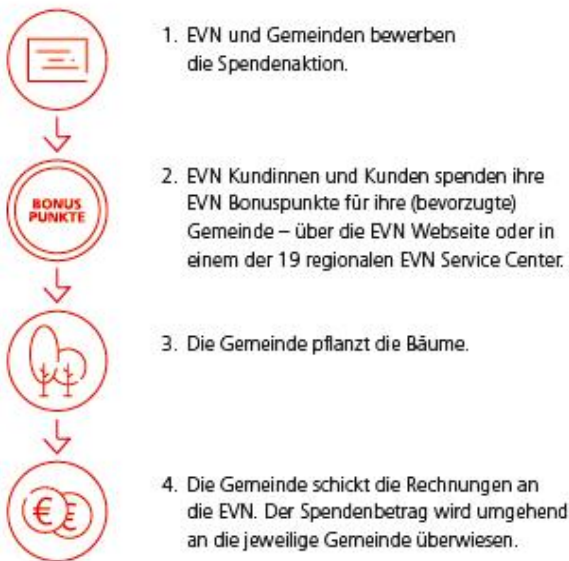 1. EVN und Gemeinden bewerben
die Spendenaktion.
BONUS
PUNKTE
2. EVN Kundinnen und Kunden spenden ihre
EVN Bonuspunkte für ihre (bevorzugte)
Gemeinde – über die EVN Webseite oder in
einem der 19 regionalen EVN Service Center.
3. Die Gemeinde pflanzt die Bäume.
€ €
4. Die Gemeinde schickt die Rechnungen an
die EVN. Der Spendenbetrag wird umgehend
an die jeweilige Gemeinde überwiesen.